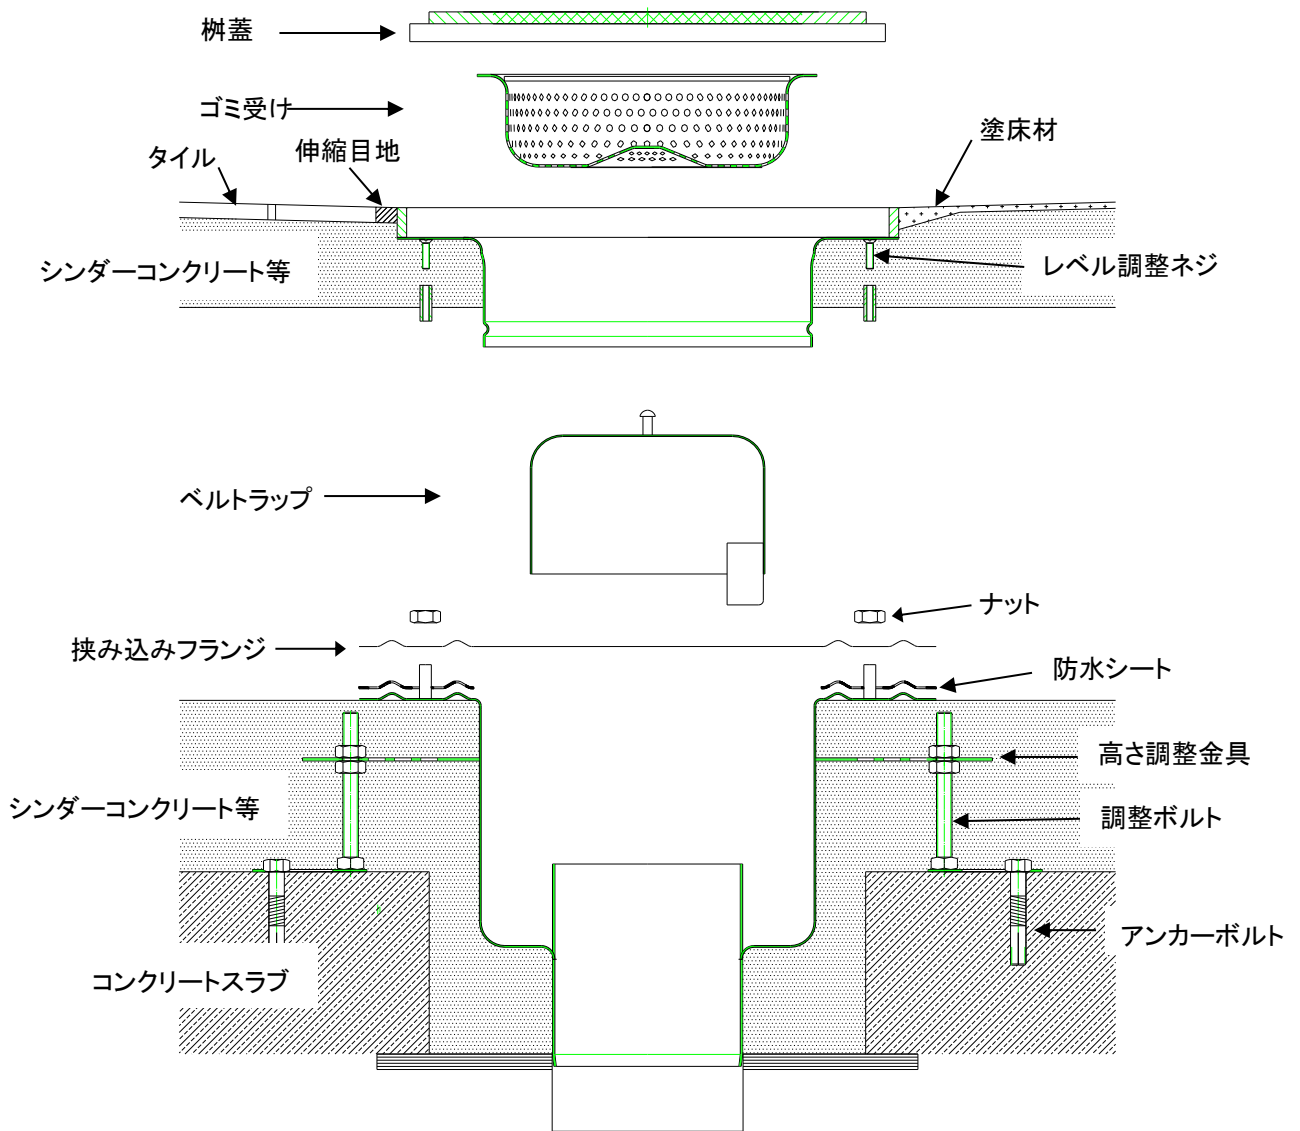 桝蓋
ゴミ受け
タイル
伸縮目地
塗床材
シンダーコンクリート等
レベル調整ネジ
ベルトラップ
ナット
挟み込みフランジ
防水シート
高さ調整金具
シンダーコンクリート等
調整ボルト
アンカーボルト
コンクリートスラブ